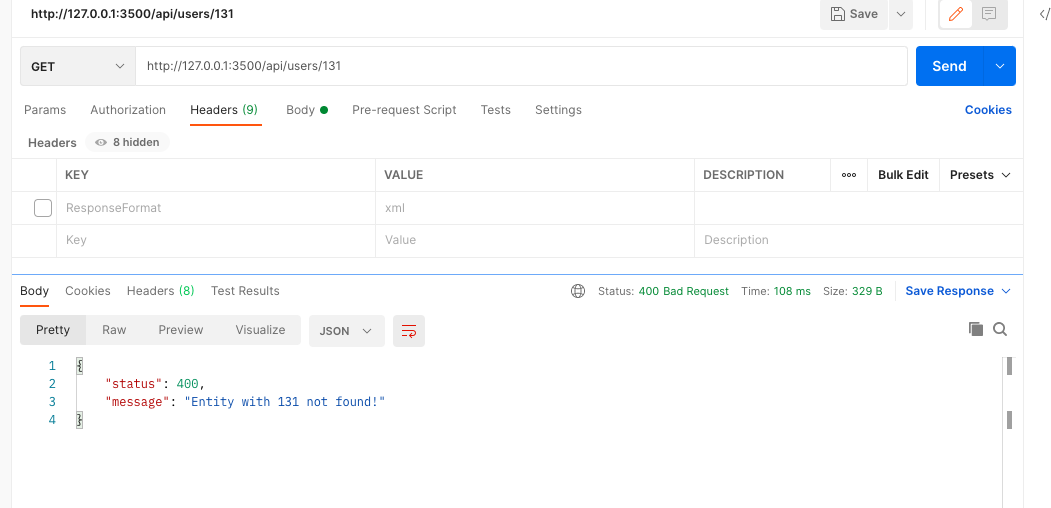 http://127.0.0.1:3500/api/users/131
Save
</>
GET
http://127.0.0.1:3500/api/users/131
Send
Params Authorization Headers (9) Body Pre-request Script Tests Settings Cookies
Headers 8 hidden
KEY VALUE DESCRIPTION ooo Bulk Edit Presets
ResponseFormat xml
Key Value Description
Body Cookies Headers (8) Test Results Status: 400 Bad Request Time: 108 ms Size: 329 B Save Response
Pretty Raw Preview Visualize JSON
1 {
2 "status": 400,
3 "message": "Entity with 131 not found!"
4 }